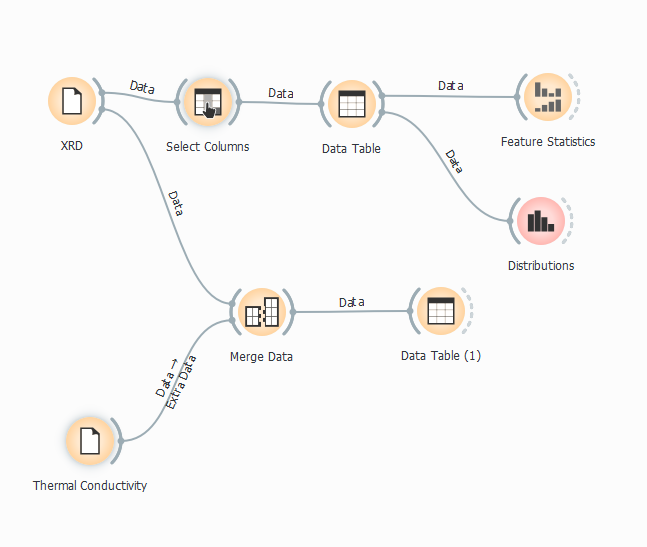 Data
Data
Data
XRD
Select Columns
Data Table
Feature Statistics
Data
Data
Distributions
Data
Merge Data
Data Table (1)
Data →
Extra Data
Thermal Conductivity